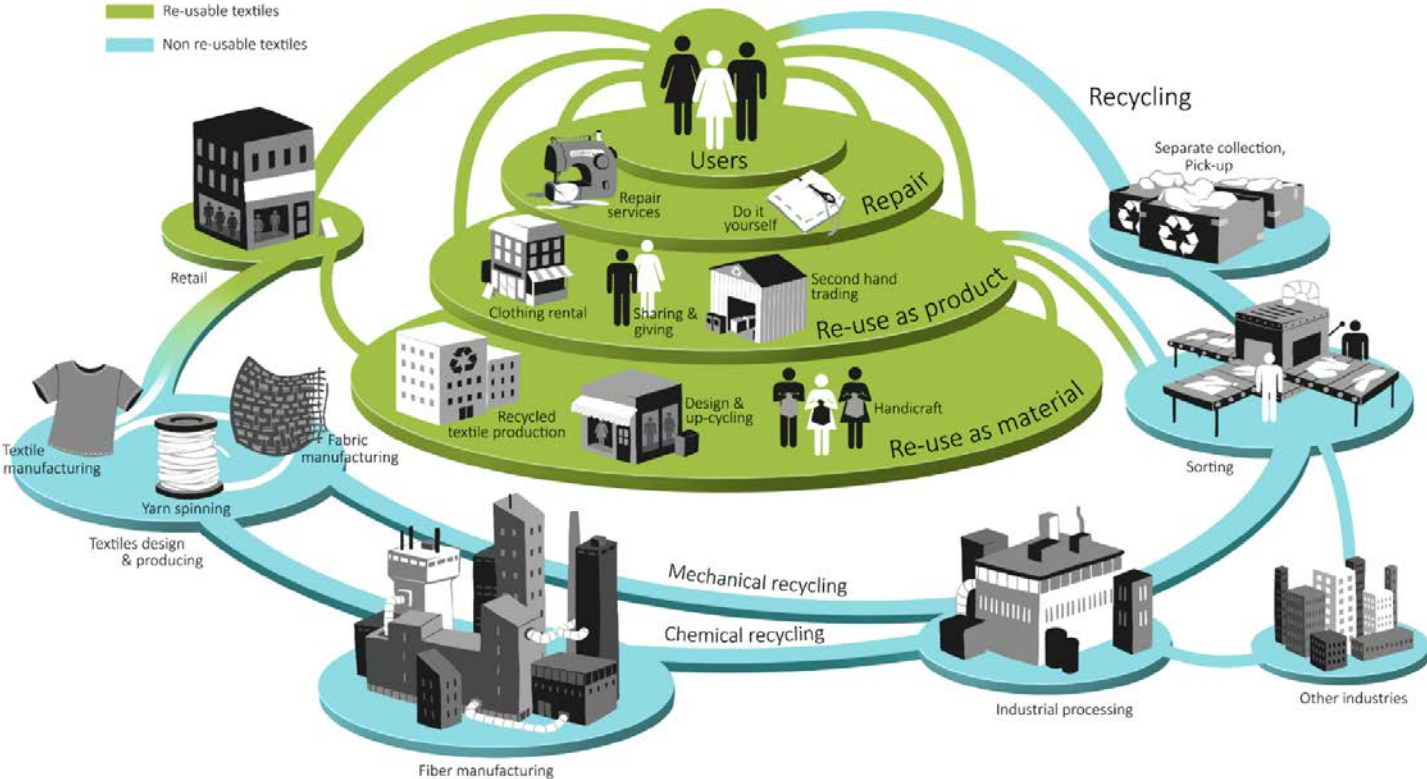 Re-usable textiles
Non re-usable textiles
Recycling
Separate collection,
Pick-up
Users
Repair
services
Do it
yourself
Repair
Retail
Clothing rental
Sharing &
giving
Second hand
trading
Re-use as product
Recycled
textile production
Design &
up-cycling
Handicraft
Re-use as material
Sorting
Textile
manufacturing
Fabric
manufacturing
Yarn spinning
Textiles design
& producing
Mechanical recycling
Chemical recycling
Industrial processing
Other industries
Fiber manufacturing